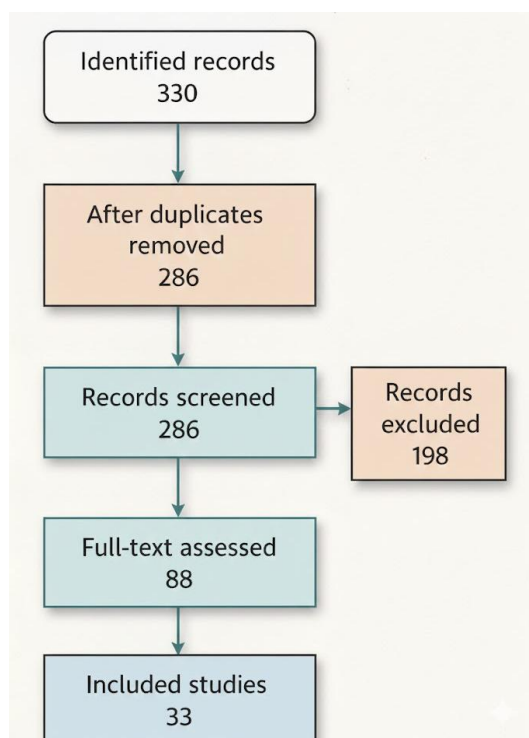 Identified records
330
After duplicates
removed
286
Records screened
286
Records
excluded
198
Full-text assessed
88
Included studies
33